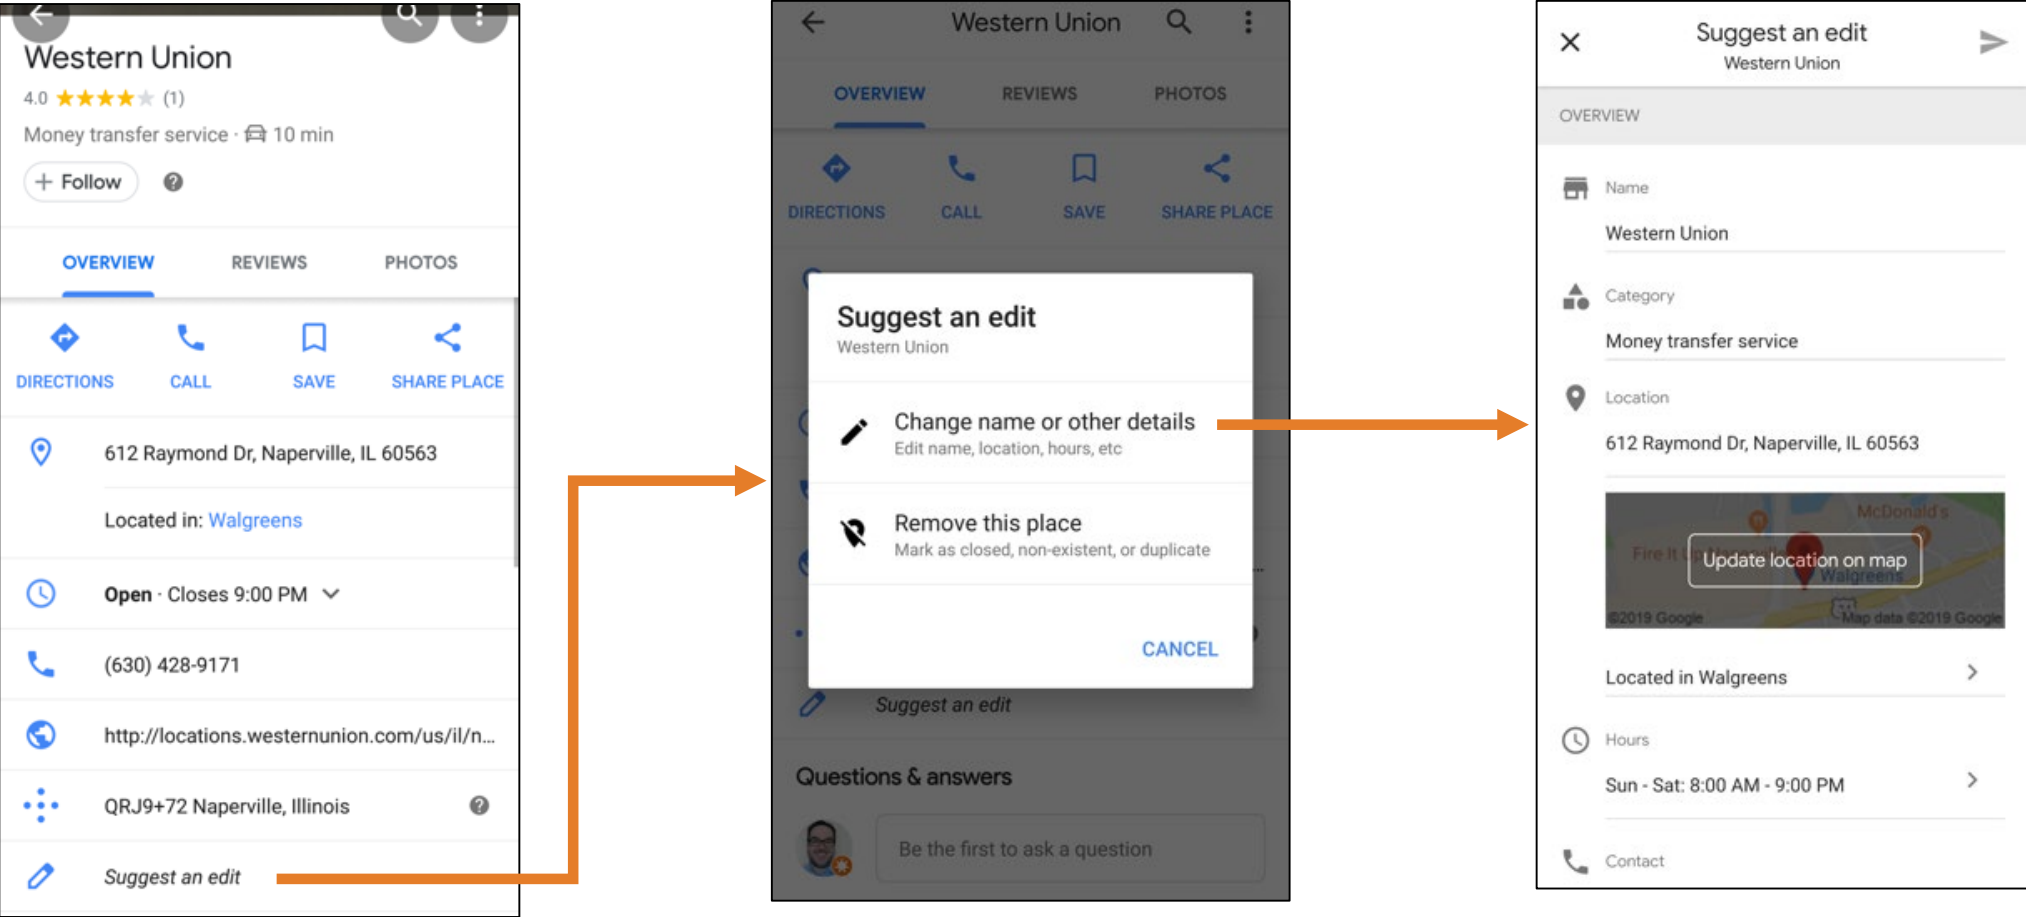 Western Union
4.0 ★★★★★ (1)
Money transfer service · 10 min
+ Follow
OVERVIEW REVIEWS PHOTOS
DIRECTIONS CALL SAVE SHARE PLACE
612 Raymond Dr, Naperville, IL 60563
Located in: Walgreens
Open · Closes 9:00 PM
(630) 428-9171
http://locations.westernunion.com/us/il/n...
QRJ9+72 Naperville, Illinois
Suggest an edit
Western Union
OVERVIEW REVIEWS PHOTOS
DIRECTIONS CALL SAVE SHARE PLACE
Suggest an edit
Western Union
Change name or other details
Edit name, location, hours, etc
Remove this place
Mark as closed, non-existent, or duplicate
CANCEL
Suggest an edit
Questions & answers
Be the first to ask a question
Suggest an edit
Western Union
OVERVIEW
Name
Western Union
Category
Money transfer service
Location
612 Raymond Dr, Naperville, IL 60563
McDonald's
Fire It Up
Update location on map
Walgreens
©2019 Google Map data ©2019 Google
Located in Walgreens
Hours
Sun - Sat: 8:00 AM - 9:00 PM
Contact